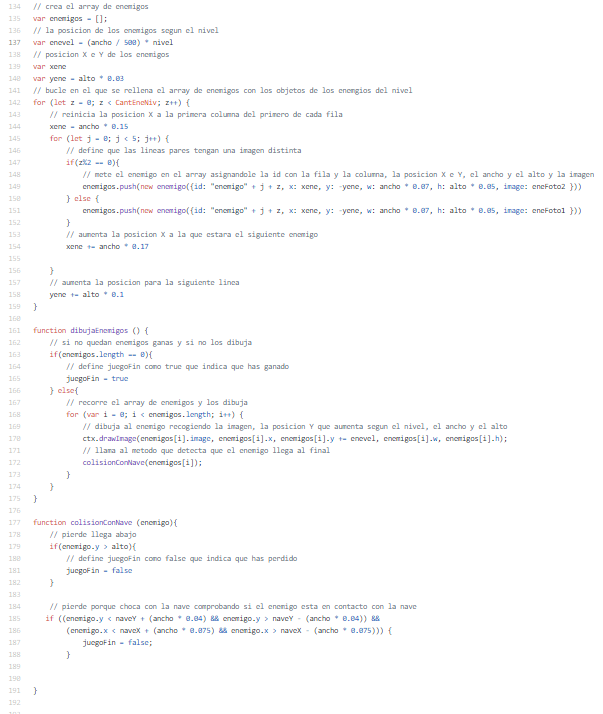 134 // crea el array de enemigos
135 var enemigos = [];
136 // la posicion de los enemigos segun el nivel
137 var enevel = (ancho / 500) * nivel
138 // posicion X e Y de los enemigos
139 var xene
140 var yene = alto * 0.03
141 // bucle en el que se rellena el array de enemigos con los objetos de los enemgios del nivel
142 for (let z = 0; z < CantEneNiv; z++) {
143 // reinicia la posicion X a la primera columna del primero de cada fila
144 xene = ancho * 0.15
145 for (let j = 0; j < 5; j++) {
146 // define que las lineas pares tengan una imagen distinta
147 if(z%2 == 0){
148 // mete el enemigo en el array asignandole la id con la fila y la columna, la posicion X e Y, el ancho y el alto y la imagen
149 enemigos.push(new enemigo({id: "enemigo" + j + z, x: xene, y: -yene, w: ancho * 0.07, h: alto * 0.05, image: eneFoto2 }))
150 } else {
151 enemigos.push(new enemigo({id: "enemigo" + j + z, x: xene, y: -yene, w: ancho * 0.07, h: alto * 0.05, image: eneFoto1 }))
152 }
153 // aumenta la posicion X a la que estara el siguiente enemigo
154 xene += ancho * 0.17
155
156 }
157 // aumenta la posicion para la siguiente linea
158 yene += alto * 0.1
159 }
160
161 function dibujaEnemigos () {
162 // si no quedan enemigos ganas y si no los dibuja
163 if(enemigos.length == 0){
164 // define juegoFin como true que indica que has ganado
165 juegoFin = true
166 } else{
167 // recorre el array de enemigos y los dibuja
168 for (var i = 0; i < enemigos.length; i++) {
169 // dibuja al enemigo recogiendo la imagen, la posicion Y que aumenta segun el nivel, el ancho y el alto
170 ctx.drawImage(enemigos[i].image, enemigos[i].x, enemigos[i].y += enevel, enemigos[i].w, enemigos[i].h);
171 // llama al metodo que detecta que el enemigo llega al final
172 colisionConNave(enemigos[i]);
173 }
174 }
175 }
176
177 function colisionConNave (enemigo){
178 // pierde llega abajo
179 if(enemigo.y > alto){
180 // define juegoFin como false que indica que has perdido
181 juegoFin = false
182 }
183
184 // pierde porque choca con la nave comprobando si el enemigo esta en contacto con la nave
185 if ((enemigo.y < naveY + (ancho * 0.04) && enemigo.y > naveY - (ancho * 0.04)) &&
186 (enemigo.x < naveX + (ancho * 0.075) && enemigo.x > naveX - (ancho * 0.075))) {
187 juegoFin = false;
188 }
189
190
191 }
192